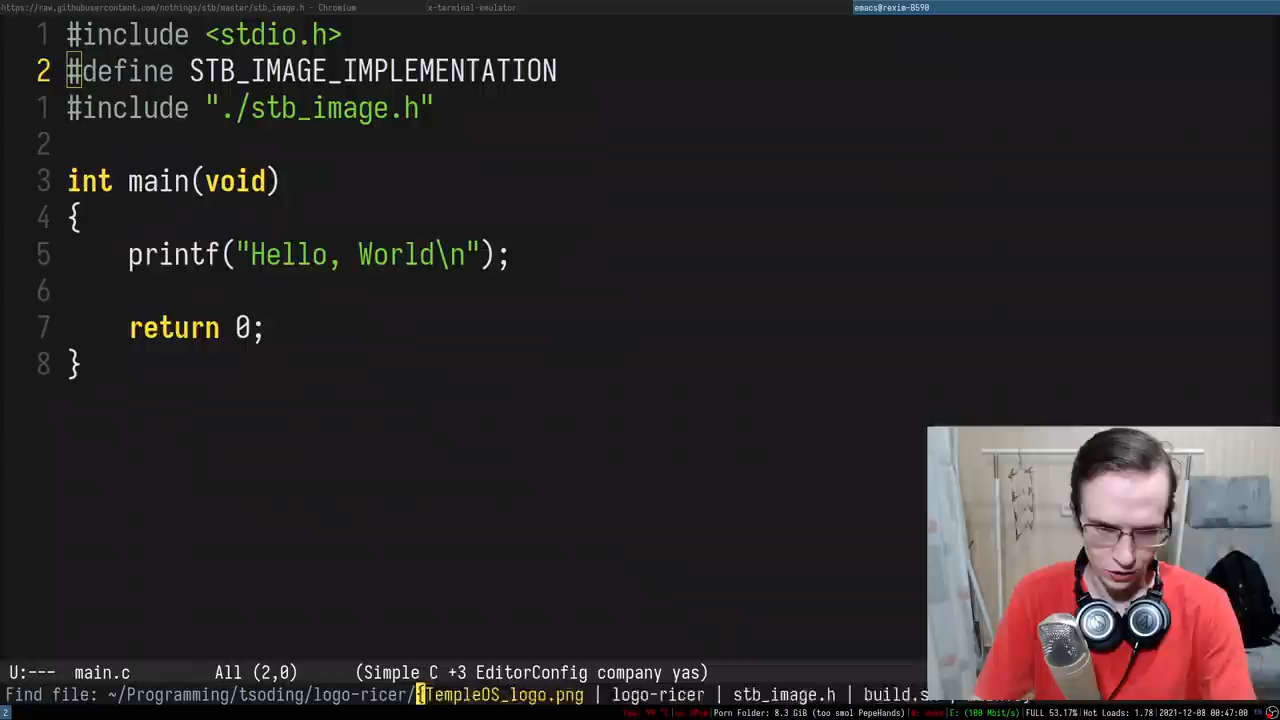 https://raw.githubusercontent.com/nothings/stb/master/stb_image.h - Chromium
x-terminal-emulator
emacs@rexim-B590
1 #include <stdio.h>
2 #define STB_IMAGE_IMPLEMENTATION
1 #include "./stb_image.h"
2
3 int main(void)
4 {
5 printf("Hello, World\n");
6
7 return 0;
8 }
U:--- main.c All (2,0) (Simple C +3 EditorConfig company yas)
Find file: ~/Programming/tsoding/logo-ricer/{TempleOS_logo.png | logo-ricer | stb_image.h | build.s
2 Porn Folder: 8.3 GiB (too smol PepeHands) E: (100 Mbit/s) FULL 53.17% Hot Loads: 1.78 2021-12-08 00:47:00